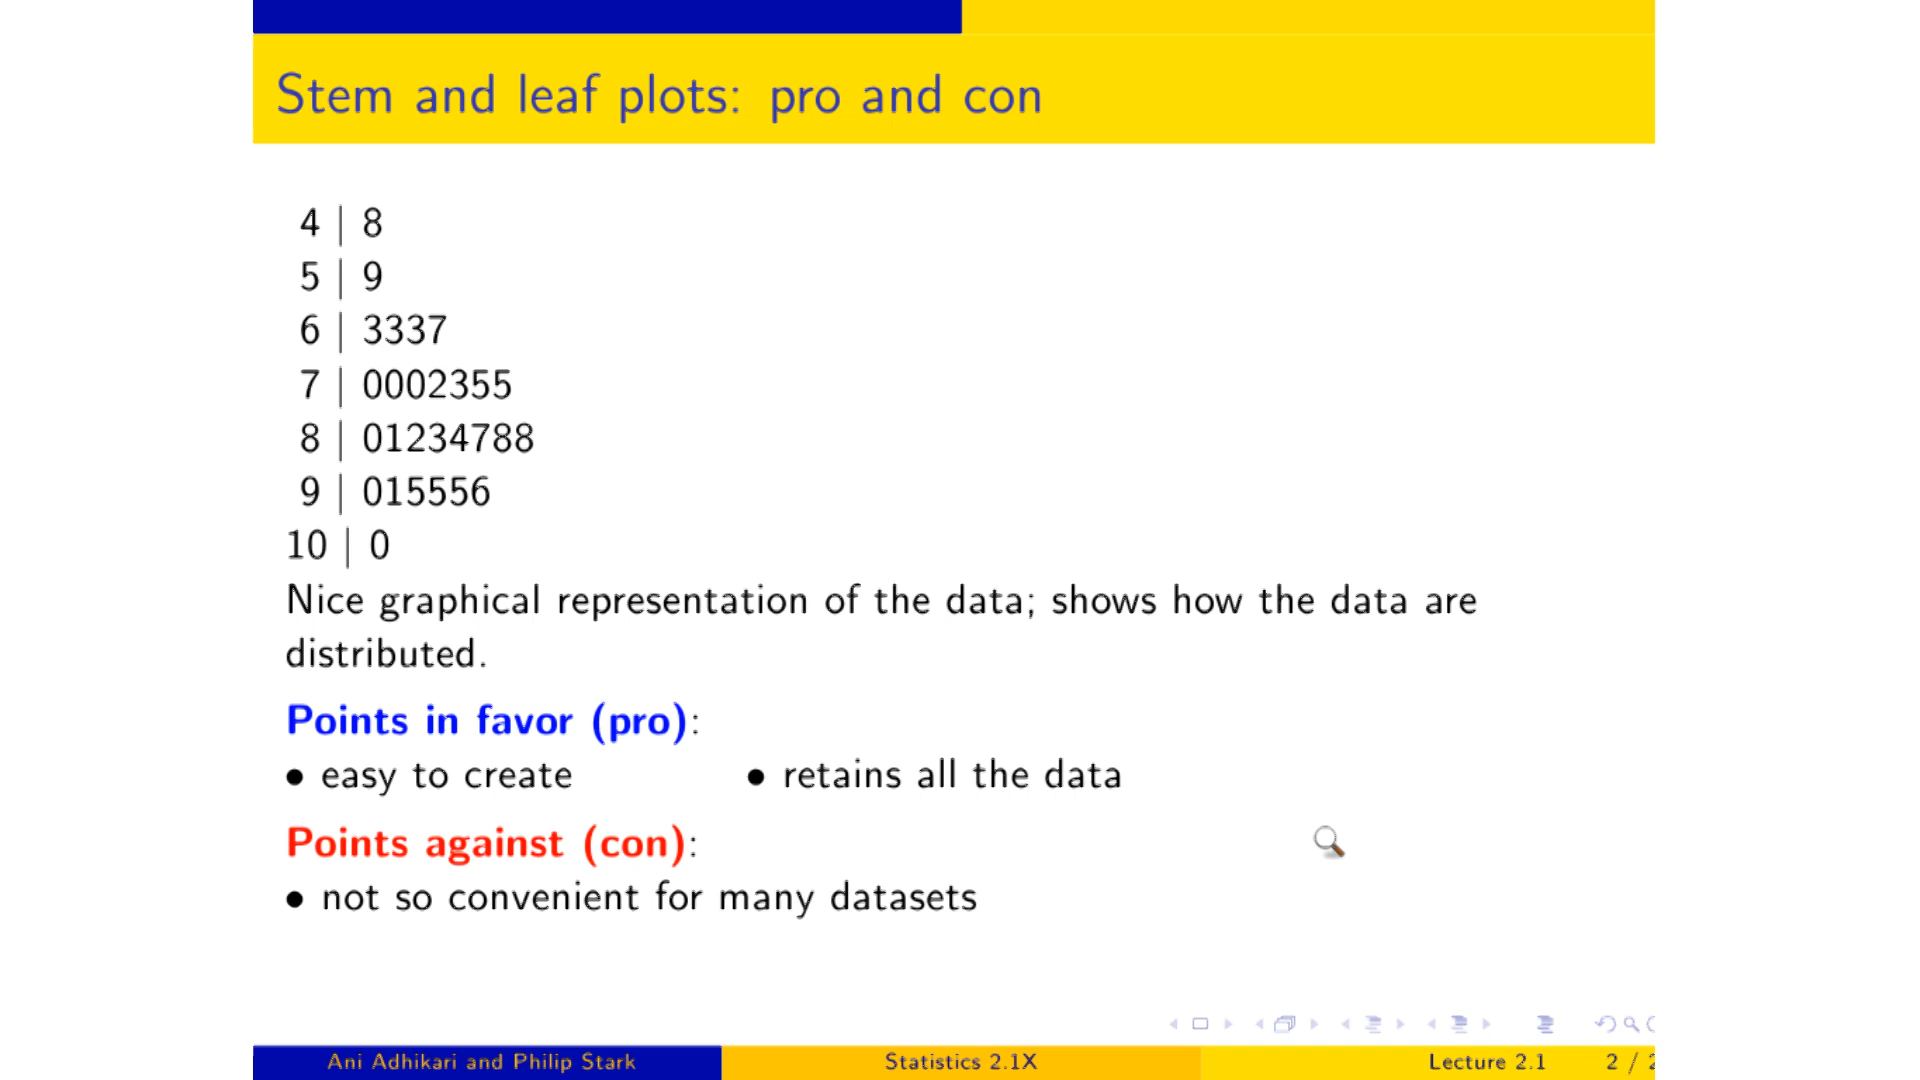 Stem and leaf plots: pro and con
4 | 8
5 | 9
6 | 3337
7 | 0002355
8 | 01234788
9 | 015556
10 | 0
Nice graphical representation of the data; shows how the data are
distributed.
Points in favor (pro):
• easy to create • retains all the data
Points against (con):
• not so convenient for many datasets
Ani Adhikari and Philip Stark Statistics 2.1X Lecture 2.1 2 /